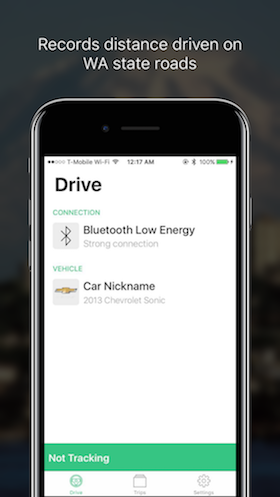 Records distance driven on
WA state roads
T-Mobile Wi-Fi
12:17 AM
100%
Drive
CONNECTION
Bluetooth Low Energy
Strong connection
VEHICLE
Car Nickname
2013 Chevrolet Sonic
Not Tracking
Drive
Trips
Settings